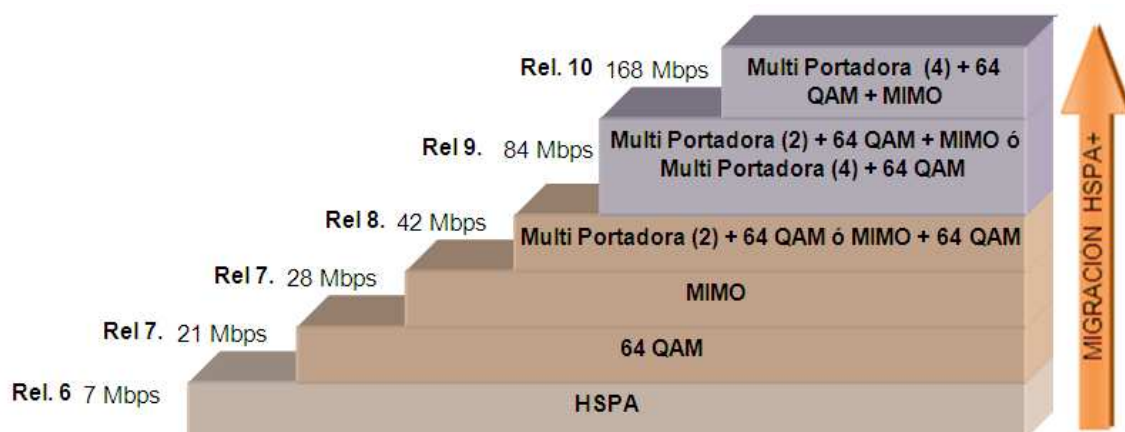 Rel. 10 168 Mbps
Multi Portadora (4) + 64
QAM + MIMO
Rel 9. 84 Mbps
Multi Portadora (2) + 64 QAM + MIMO ó
Multi Portadora (4) + 64 QAM
Rel 8. 42 Mbps
Multi Portadora (2) + 64 QAM ó MIMO + 64 QAM
Rel 7. 28 Mbps
MIMO
Rel 7. 21 Mbps
64 QAM
Rel. 6 7 Mbps
HSPA
MIGRACION HSPA+